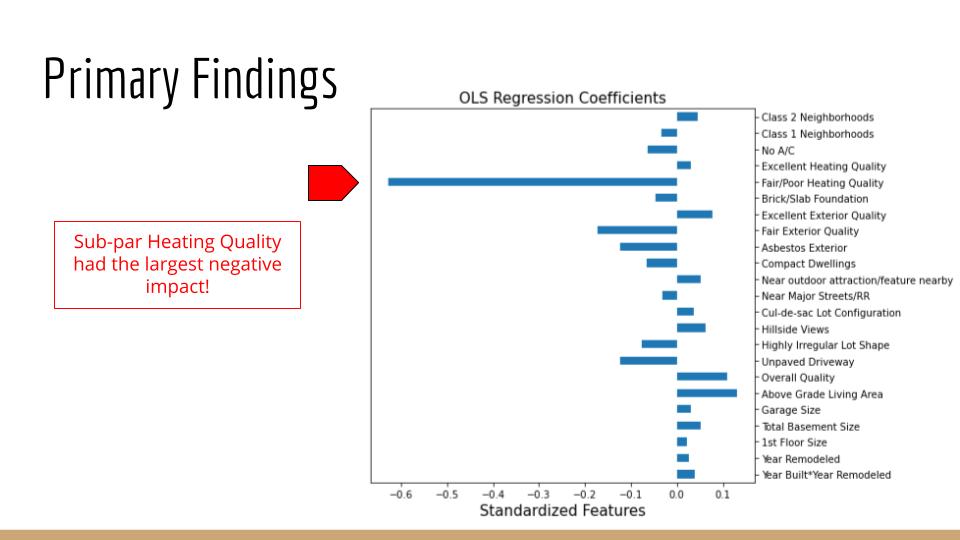 Primary Findings
Sub-par Heating Quality
had the largest negative
impact!
OLS Regression Coefficients
Class 2 Neighborhoods
Class 1 Neighborhoods
No A/C
Excellent Heating Quality
Fair/Poor Heating Quality
Brick/Slab Foundation
Excellent Exterior Quality
Fair Exterior Quality
Asbestos Exterior
Compact Dwellings
Near outdoor attraction/feature nearby
Near Major Streets/RR
Cul-de-sac Lot Configuration
Hillside Views
Highly Irregular Lot Shape
Unpaved Driveway
Overall Quality
Above Grade Living Area
Garage Size
Total Basement Size
1st Floor Size
Year Remodeled
Year Built*Year Remodeled
−0.6 −0.5 −0.4 −0.3 −0.2 −0.1 0.0 0.1
Standardized Features